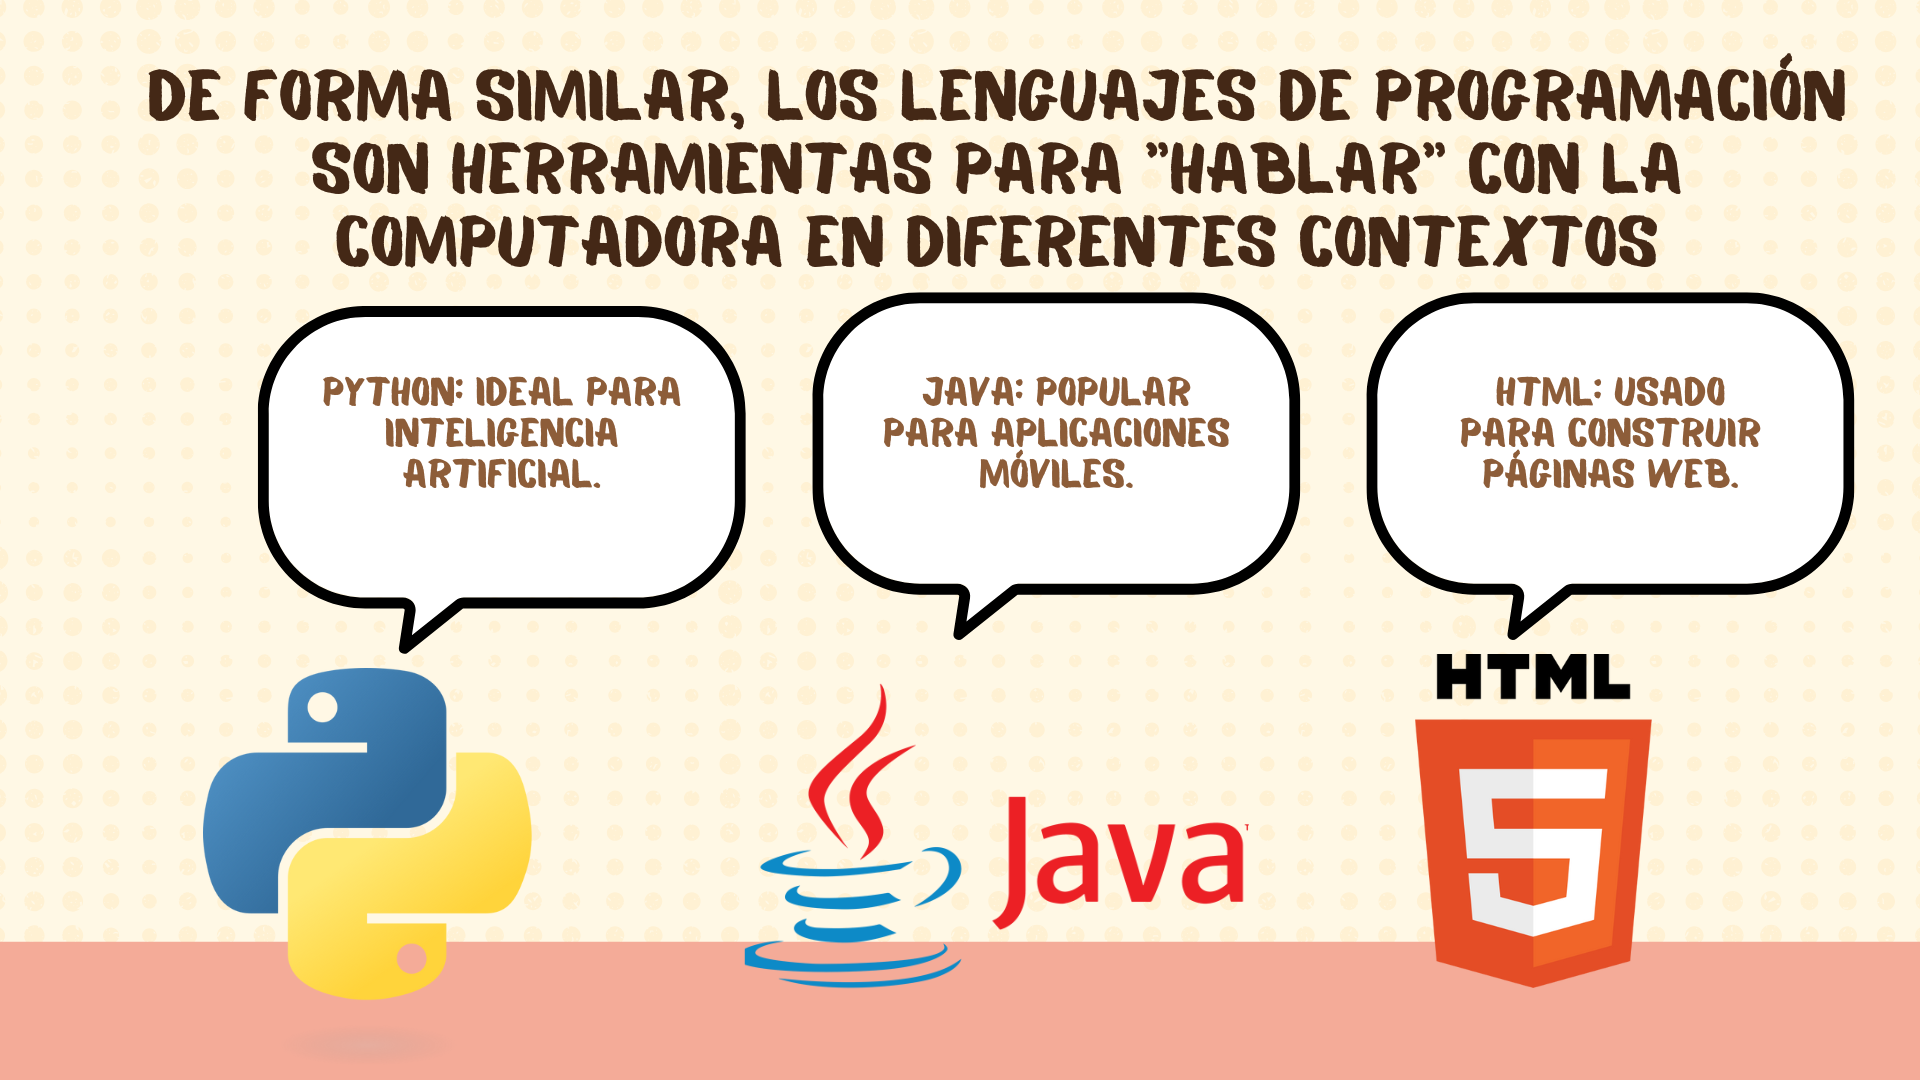 DE FORMA SIMILAR, LOS LENGUAJES DE PROGRAMACIÓN
SON HERRAMIENTAS PARA "HABLAR" CON LA
COMPUTADORA EN DIFERENTES CONTEXTOS
PYTHON: IDEAL PARA
INTELIGENCIA
ARTIFICIAL.
JAVA: POPULAR
PARA APLICACIONES
MÓVILES.
HTML: USADO
PARA CONSTRUIR
PÁGINAS WEB.
Java
HTML
5